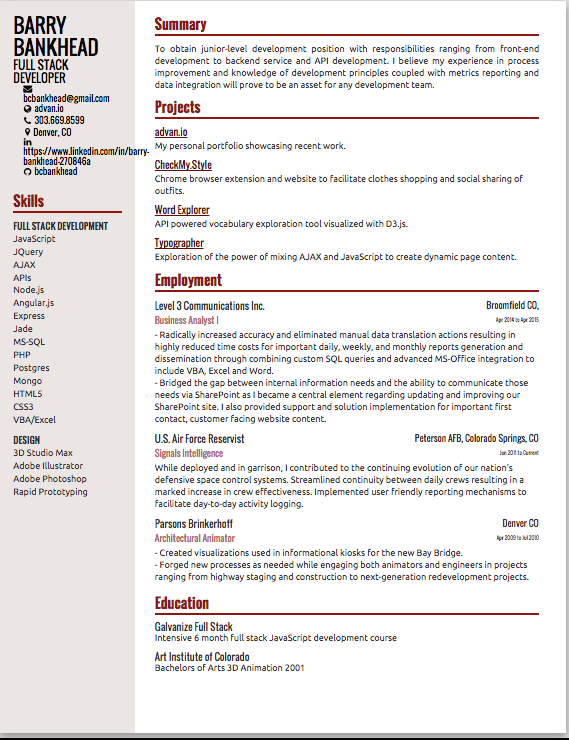 BARRY
BANKHEAD
FULL STACK
DEVELOPER
bcbankhead@gmail.com
advan.io
303.669.8599
Denver, CO
https://www.linkedin.com/in/barry-
bankhead-270846a
bcbankhead
Skills
FULL STACK DEVELOPMENT
JavaScript
JQuery
AJAX
APIs
Node.js
Angular.js
Express
Jade
MS-SQL
PHP
Postgres
Mongo
HTML5
CSS3
VBA/Excel
DESIGN
3D Studio Max
Adobe Illustrator
Adobe Photoshop
Rapid Prototyping
Summary
To obtain junior-level development position with responsibilities ranging from front-end
development to backend service and API development. I believe my experience in process
improvement and knowledge of development principles coupled with metrics reporting and
data integration will prove to be an asset for any development team.
Projects
advan.io
My personal portfolio showcasing recent work.
CheckMy.Style
Chrome browser extension and website to facilitate clothes shopping and social sharing of
outfits.
Word Explorer
API powered vocabulary exploration tool visualized with D3.js.
Typographer
Exploration of the power of mixing AJAX and JavaScript to create dynamic page content.
Employment
Level 3 Communications Inc. Broomfield CO,
Business Analyst I Apr 2014 to Apr 2015
- Radically increased accuracy and eliminated manual data translation actions resulting in
highly reduced time costs for important daily, weekly, and monthly reports generation and
dissemination through combining custom SQL queries and advanced MS-Office integration to
include VBA, Excel and Word.
- Bridged the gap between internal information needs and the ability to communicate those
needs via SharePoint as I became a central element regarding updating and improving our
SharePoint site. I also provided support and solution implementation for important first
contact, customer facing website content.
U.S. Air Force Reservist Peterson AFB, Colorado Springs, CO
Signals Intelligence Jan 2011 to Current
While deployed and in garrison, I contributed to the continuing evolution of our nation's
defensive space control systems. Streamlined continuity between daily crews resulting in a
marked increase in crew effectiveness. Implemented user friendly reporting mechanisms to
facilitate day-to-day activity logging.
Parsons Brinkerhoff Denver CO
Architectural Animator Apr 2009 to Jul 2010
- Created visualizations used in informational kiosks for the new Bay Bridge.
- Forged new processes as needed while engaging both animators and engineers in projects
ranging from highway staging and construction to next-generation redevelopment projects.
Education
Galvanize Full Stack
Intensive 6 month full stack JavaScript development course
Art Institute of Colorado
Bachelors of Arts 3D Animation 2001